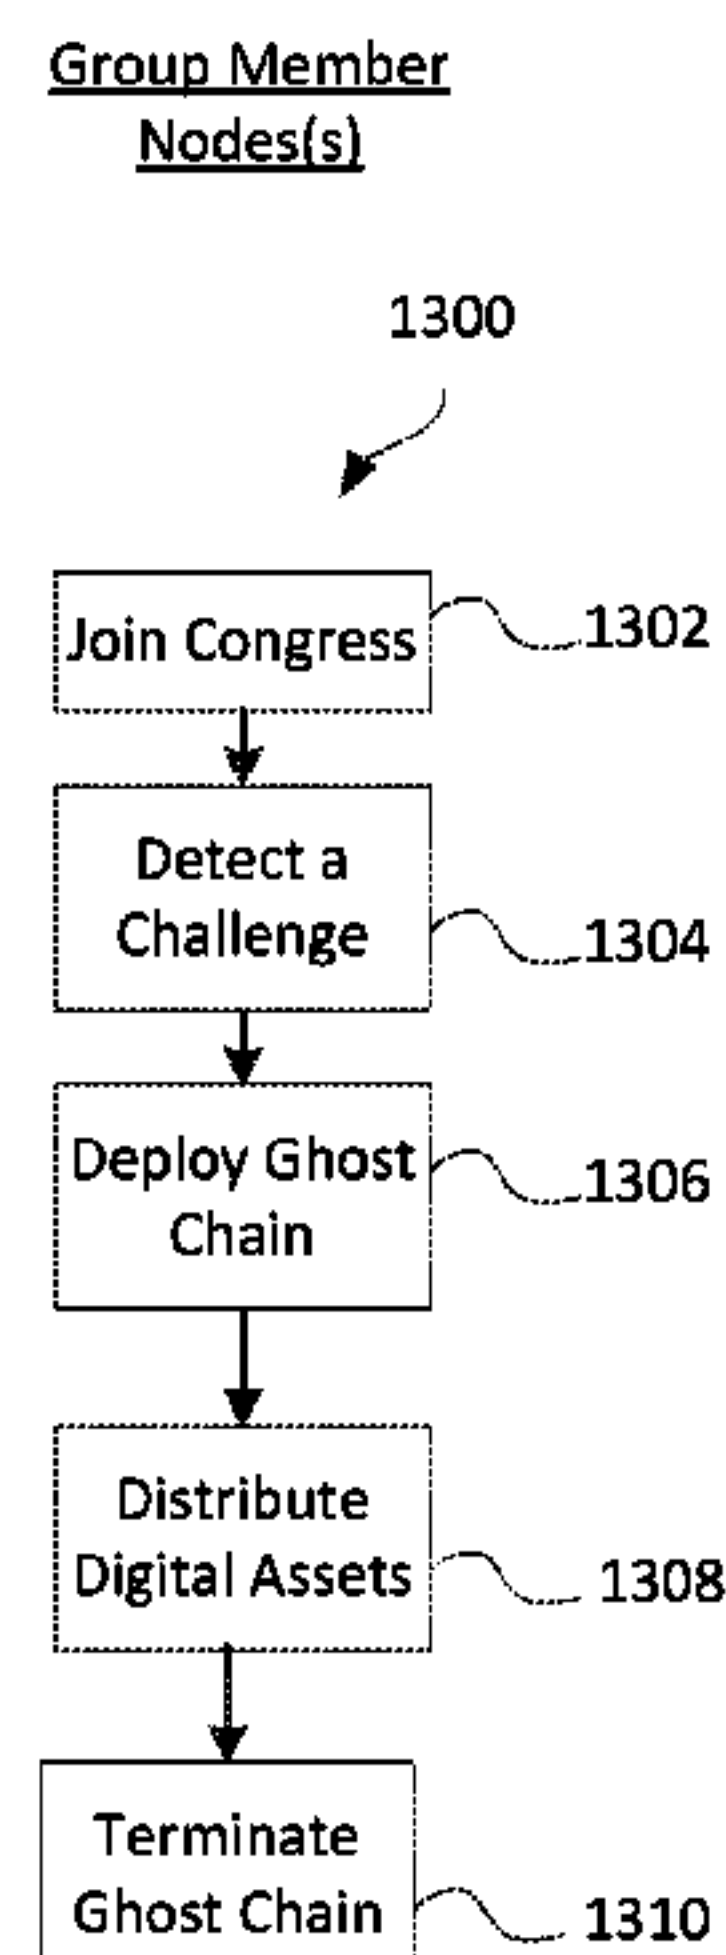 Group Member
Nodes(s)
1300
Join Congress
1302
Detect a
Challenge
1304
Deploy Ghost
Chain
1306
Distribute
Digital Assets
1308
Terminate
Ghost Chain
1310